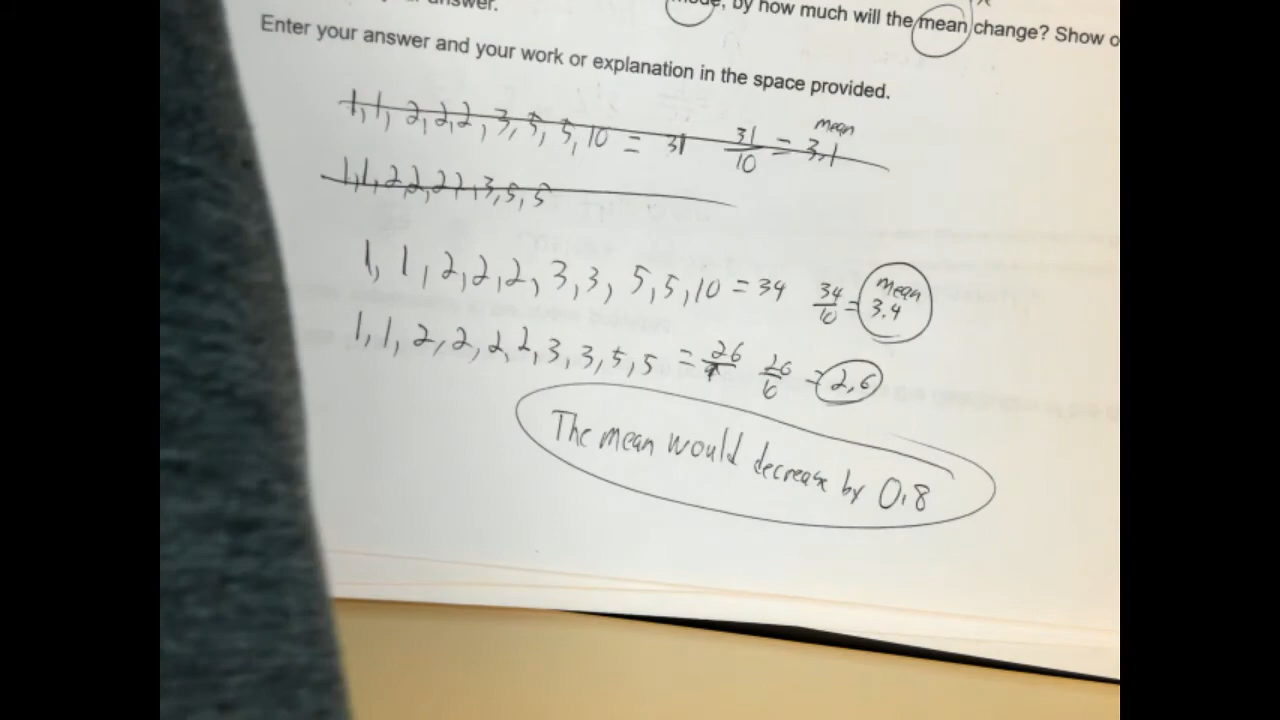 answer.
, by how much will the mean change? Show
Enter your answer and your work or explanation in the space provided.
1, 1, 2, 2, 2, 3, 5, 5, 10 = 31 31/10 = 3.1 mean
1, 1, 2, 2, 2, 2, 3, 5, 5
1, 1, 2, 2, 2, 3, 3, 5, 5, 10 = 34 34/10 = mean 3.4
1, 1, 2, 2, 2, 2, 3, 3, 5, 5 = 26 26/6 = 2,6
The mean would decrease by 0.8